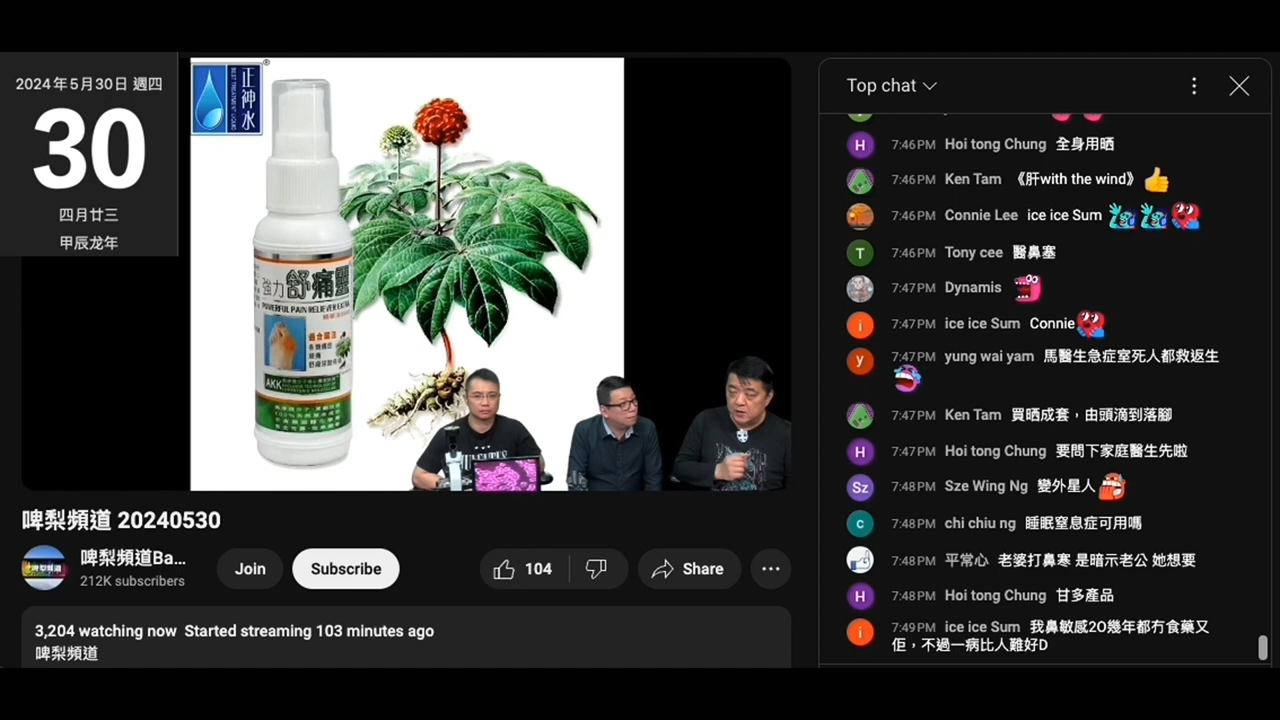 2024年5月30日 週四
30
四月廿三
甲辰龙年
正神水
BEST TREATMENT LIQUID
強力舒痛靈
POWERFUL PAIN RELIEVER EXTRA
適合關注
AKK
啤梨頻道 20240530
啤梨頻道Ba...
212K subscribers
Join
Subscribe
104
Share
3,204 watching now Started streaming 103 minutes ago
啤梨頻道
Top chat
H 7:46 PM Hoi tong Chung 全身用晒
7:46 PM Ken Tam 《肝with the wind》 👍
7:46 PM Connie Lee ice ice Sum
T 7:46 PM Tony cee 醫鼻塞
7:47 PM Dynamis
i 7:47 PM ice ice Sum Connie
y 7:47 PM yung wai yam 馬醫生急症室死人都救返生
7:47 PM Ken Tam 買晒成套，由頭滴到落腳
H 7:47 PM Hoi tong Chung 要問下家庭醫生先啦
Sz 7:48 PM Sze Wing Ng 變外星人
c 7:48 PM chi chiu ng 睡眠窒息症可用嗎
7:48 PM 平常心 老婆打鼻寒 是暗示老公 她想要
H 7:48 PM Hoi tong Chung 甘多產品
i 7:49 PM ice ice Sum 我鼻敏感20幾年都冇食藥又
佢，不過一病比人難好D